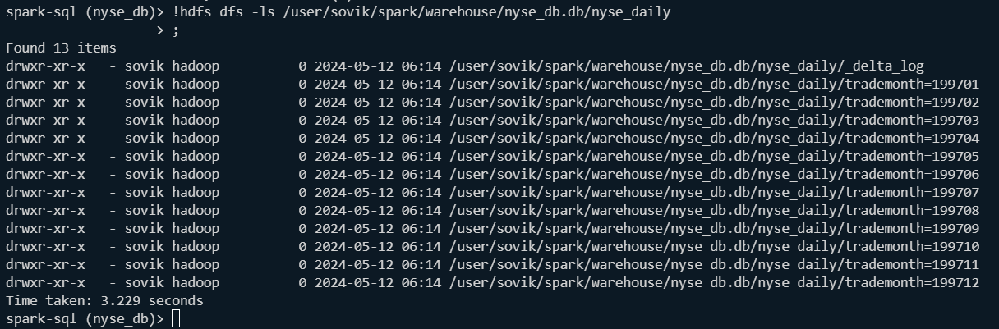 spark-sql (nyse_db)> !hdfs dfs -ls /user/sovik/spark/warehouse/nyse_db.db/nyse_daily
                   > ;
Found 13 items
drwxr-xr-x   - sovik hadoop          0 2024-05-12 06:14 /user/sovik/spark/warehouse/nyse_db.db/nyse_daily/_delta_log
drwxr-xr-x   - sovik hadoop          0 2024-05-12 06:14 /user/sovik/spark/warehouse/nyse_db.db/nyse_daily/trademonth=199701
drwxr-xr-x   - sovik hadoop          0 2024-05-12 06:14 /user/sovik/spark/warehouse/nyse_db.db/nyse_daily/trademonth=199702
drwxr-xr-x   - sovik hadoop          0 2024-05-12 06:14 /user/sovik/spark/warehouse/nyse_db.db/nyse_daily/trademonth=199703
drwxr-xr-x   - sovik hadoop          0 2024-05-12 06:14 /user/sovik/spark/warehouse/nyse_db.db/nyse_daily/trademonth=199704
drwxr-xr-x   - sovik hadoop          0 2024-05-12 06:14 /user/sovik/spark/warehouse/nyse_db.db/nyse_daily/trademonth=199705
drwxr-xr-x   - sovik hadoop          0 2024-05-12 06:14 /user/sovik/spark/warehouse/nyse_db.db/nyse_daily/trademonth=199706
drwxr-xr-x   - sovik hadoop          0 2024-05-12 06:14 /user/sovik/spark/warehouse/nyse_db.db/nyse_daily/trademonth=199707
drwxr-xr-x   - sovik hadoop          0 2024-05-12 06:14 /user/sovik/spark/warehouse/nyse_db.db/nyse_daily/trademonth=199708
drwxr-xr-x   - sovik hadoop          0 2024-05-12 06:14 /user/sovik/spark/warehouse/nyse_db.db/nyse_daily/trademonth=199709
drwxr-xr-x   - sovik hadoop          0 2024-05-12 06:14 /user/sovik/spark/warehouse/nyse_db.db/nyse_daily/trademonth=199710
drwxr-xr-x   - sovik hadoop          0 2024-05-12 06:14 /user/sovik/spark/warehouse/nyse_db.db/nyse_daily/trademonth=199711
drwxr-xr-x   - sovik hadoop          0 2024-05-12 06:14 /user/sovik/spark/warehouse/nyse_db.db/nyse_daily/trademonth=199712
Time taken: 3.229 seconds
spark-sql (nyse_db)>